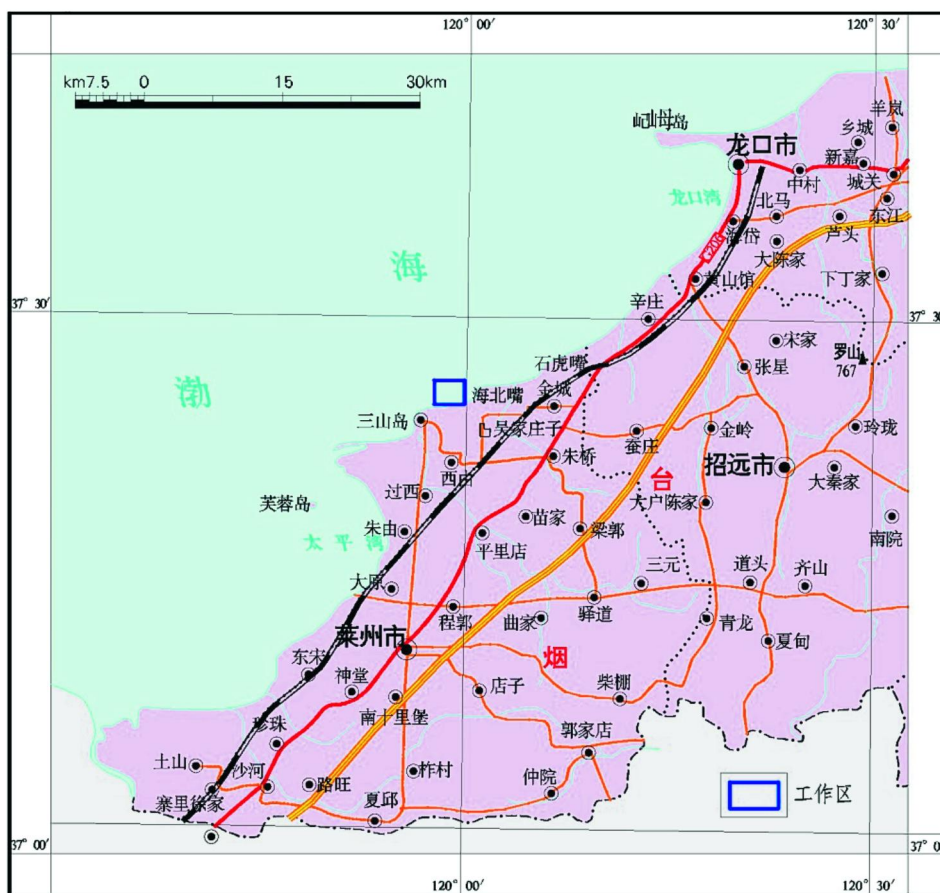 120° 00′
120° 30′
km7.5 0 15 30km
屺㟂岛
羊岚
乡城
龙口市
新嘉
中村
城关
龙口湾
北马
东江
海岱
芦头
G206
大陈家
海
黄山馆
下丁家
37° 30′
辛庄
37° 30
宋家
石虎嘴
罗山
767
张星
渤
海北嘴
金城
三山岛
吴家庄子
金岭
玲珑
蚕庄
朱桥
西由
招远市
台
大秦家
过西
芙蓉岛
大户陈家
苗家
朱由
梁郭
南院
太平湾
平里店
三元
道头
齐山
大原
驿道
程郭
曲家
青龙
莱州市
夏甸
烟
东宋
神堂
店子
柴棚
南十里堡
珍珠
郭家店
土山
沙河
柞村
路旺
仲院
工作区
寨里徐家
夏邱
37° 00′
37° 00′
120° 00′
120° 30′